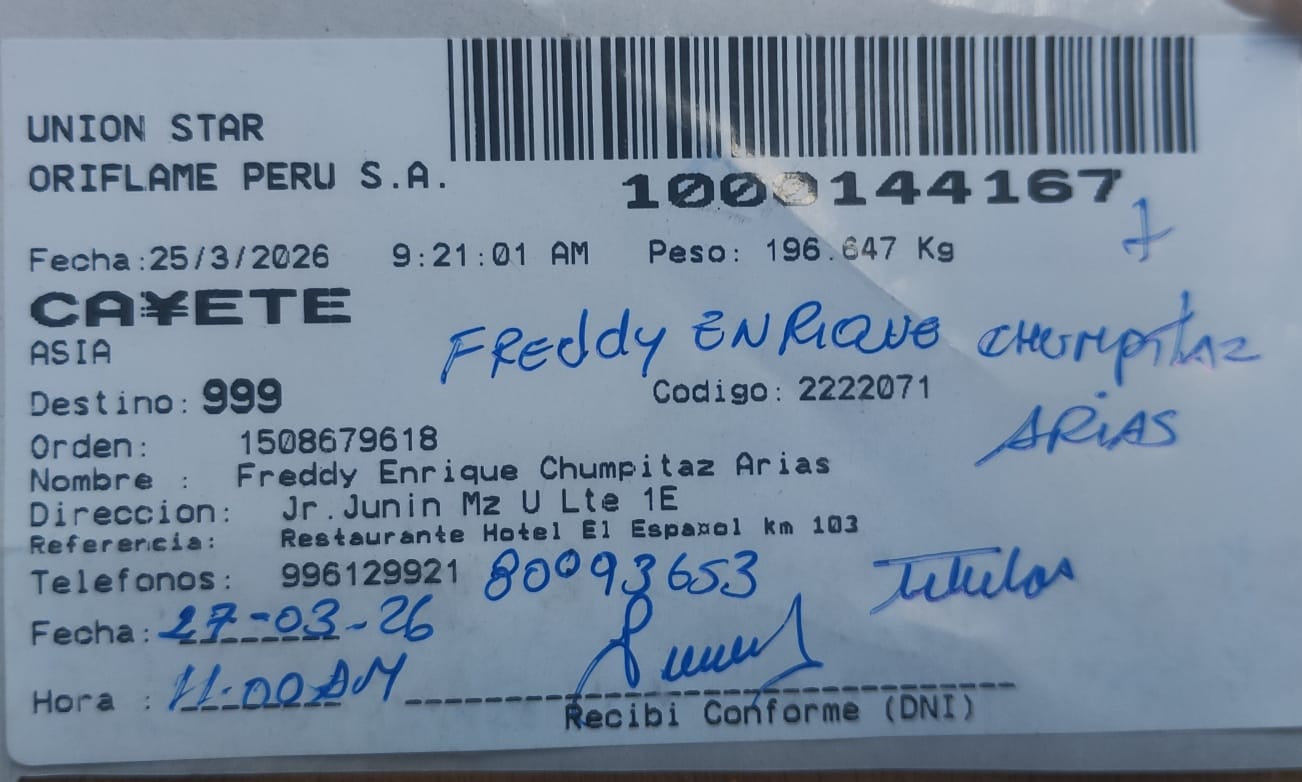 UNION STAR
ORIFLAME PERU S.A.
1000144167
Fecha:25/3/2026 9:21:01 AM Peso: 196.647 Kg
CA¥ETE
ASIA
FREddy ENRIQUE CHUMPITAZ
Destino: 999 Codigo: 2222071
ARIAS
Orden: 1508679618
Nombre : Freddy Enrique Chumpitaz Arias
Direccion: Jr.Junin Mz U Lte 1E
Referencia: Restaurante Hotel El Espa¤ol km 103
Telefonos: 996129921 80093653 Titular
Fecha: 27-03-26
Hora : 11:00 AM
Recibi Conforme (DNI)